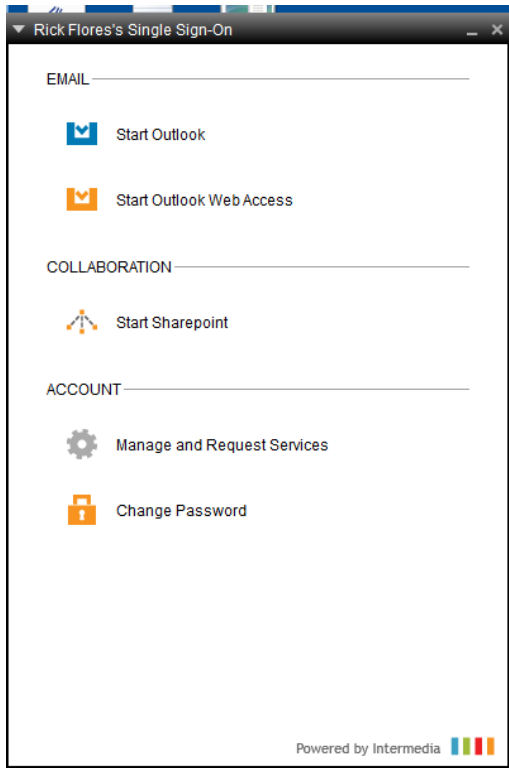 Rick Flores's Single Sign-On
EMAIL
Start Outlook
Start Outlook Web Access
COLLABORATION
Start Sharepoint
ACCOUNT
Manage and Request Services
Change Password
Powered by Intermedia